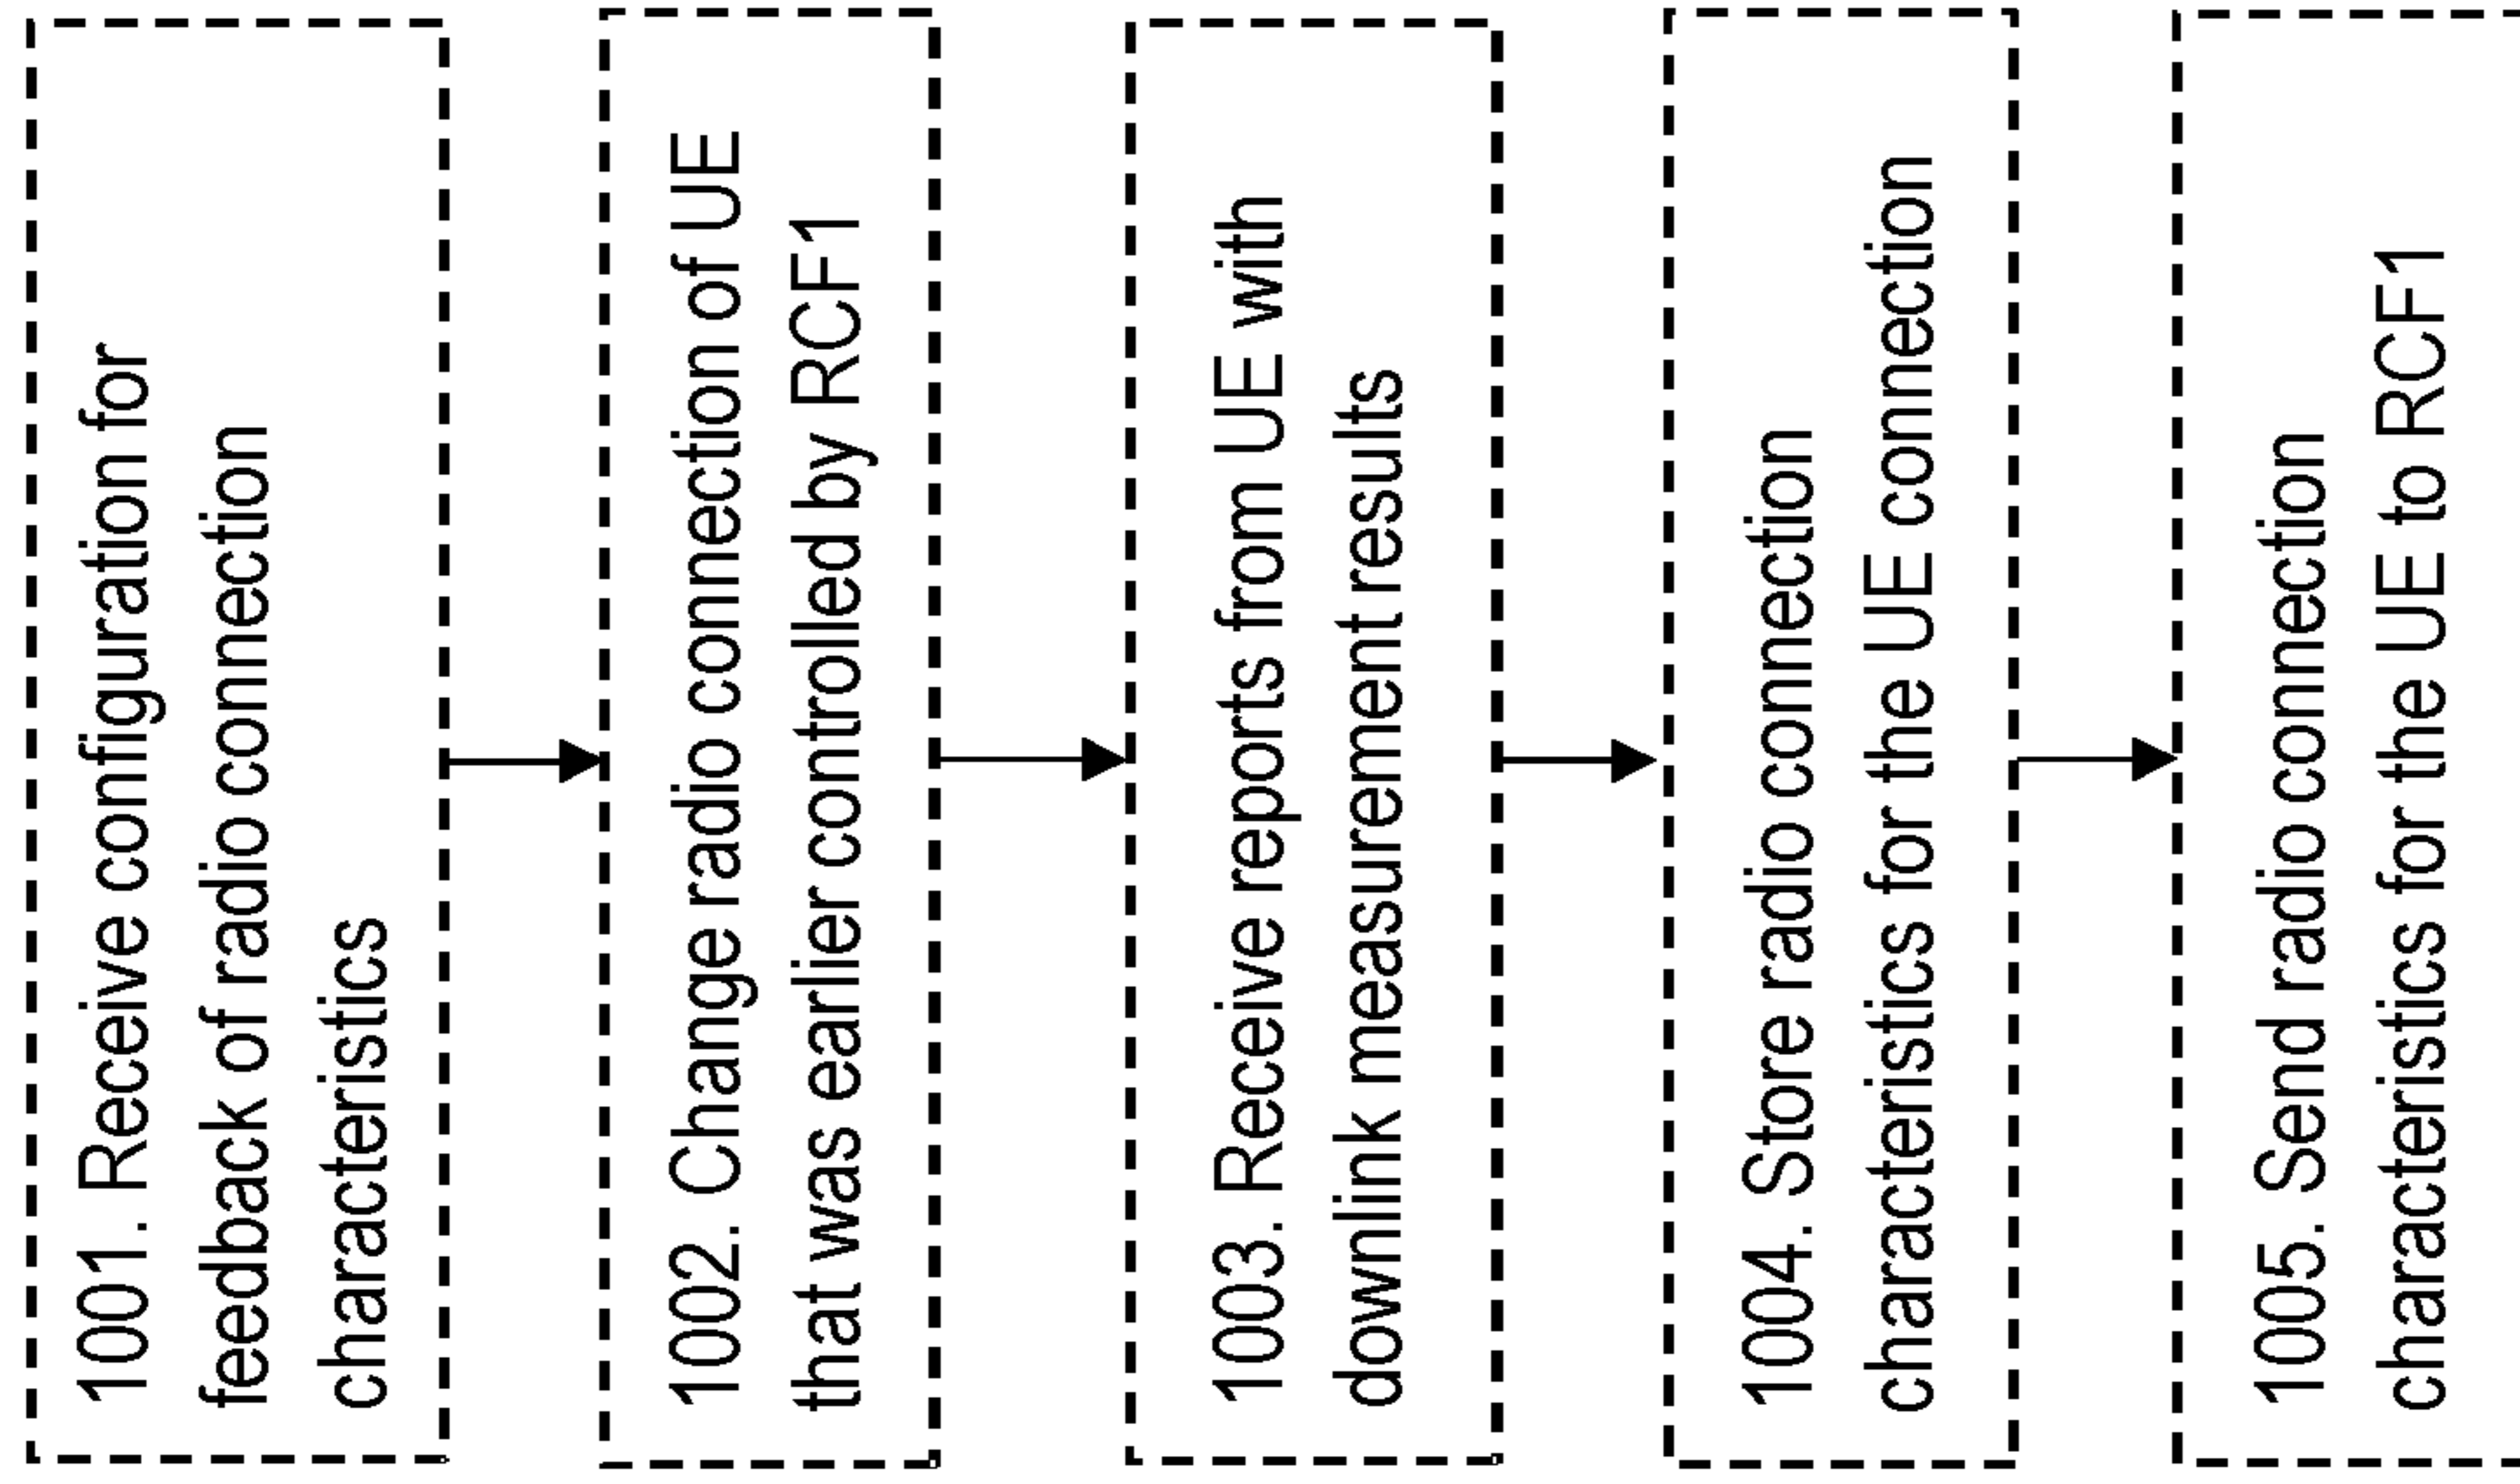 1001. Receive configuration for
feedback of radio connection
characteristics
1002. Change radio connection of UE
that was earlier controlled by RCF1
1003. Receive reports from UE with
downlink measurement results
1004. Store radio connection
characteristics for the UE connection
1005. Send radio connection
characteristics for the UE to RCF1